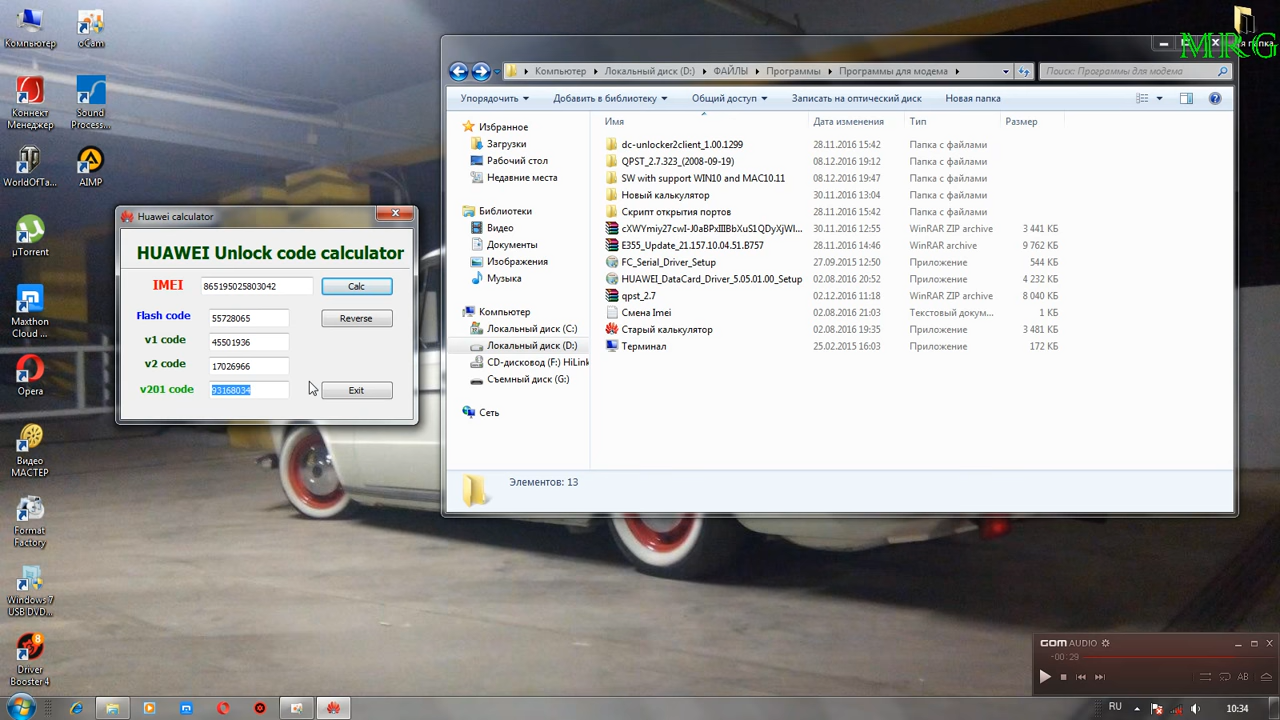 Компьютер
oCam
Коннект
Менеджер
Sound
Process...
WorldOfTa...
AIMP
µTorrent
Maxthon
Cloud ...
Opera
Видео
МАСТЕР
Format
Factory
Windows 7
USB DVD...
Driver
Booster 4
Huawei calculator
HUAWEI Unlock code calculator
IMEI 865195025803042 Calc
Flash code 55728065 Reverse
v1 code 45501936
v2 code 17026966
v201 code 93168034 Exit
MRG
Компьютер Локальный диск (D:) ФАЙЛЫ Программы Программы для модема Поиск: Программы для модема
Упорядочить Добавить в библиотеку Общий доступ Записать на оптический диск Новая папка
Избранное
Загрузки
Рабочий стол
Недавние места
Библиотеки
Видео
Документы
Изображения
Музыка
Компьютер
Локальный диск (C:)
Локальный диск (D:)
CD-дисковод (F:) HiLink
Съемный диск (G:)
Сеть
Имя Дата изменения Тип Размер
dc-unlocker2client_1.00.1299 28.11.2016 15:42 Папка с файлами
QPST_2.7.323_(2008-09-19) 08.12.2016 19:12 Папка с файлами
SW with support WIN10 and MAC10.11 08.12.2016 19:47 Папка с файлами
Новый калькулятор 30.11.2016 13:04 Папка с файлами
Скрипт открытия портов 28.11.2016 15:42 Папка с файлами
30.11.2016 12:55 WinRAR ZIP archive 3 441 КБ
E355_Update_21.157.10.04.51.B757 28.11.2016 14:46 WinRAR archive 9 762 КБ
FC_Serial_Driver_Setup 27.09.2015 12:50 Приложение 544 КБ
HUAWEI_DataCard_Driver_5.05.01.00_Setup 02.08.2016 20:52 Приложение 4 232 КБ
qpst_2.7 02.12.2016 11:18 WinRAR ZIP archive 8 040 КБ
Смена Imei 02.08.2016 21:03 Текстовый докум... 1 КБ
Старый калькулятор 02.08.2016 19:35 Приложение 3 481 КБ
Терминал 25.02.2015 16:03 Приложение 172 КБ
Элементов: 13
GOM AUDIO
-00:29
AB
RU 10:34